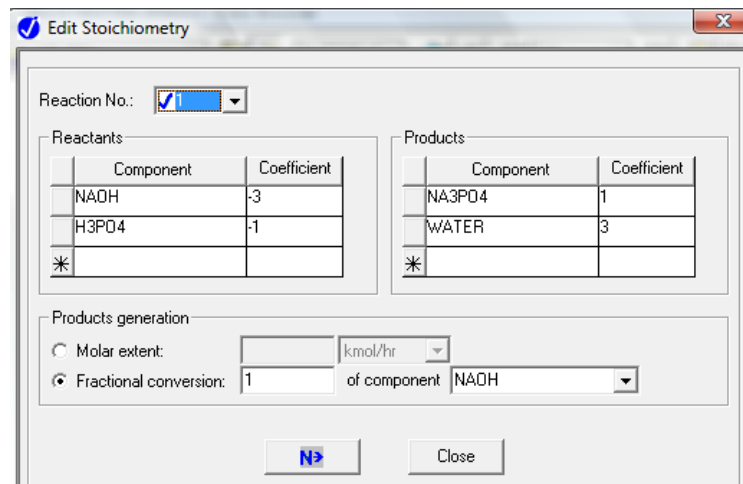 Edit Stoichiometry
Reaction No.: 1
Reactants
Component Coefficient
NAOH -3
H3PO4 -1
Products
Component Coefficient
NA3PO4 1
WATER 3
Products generation
Molar extent: kmol/hr
Fractional conversion: 1 of component NAOH
N Close